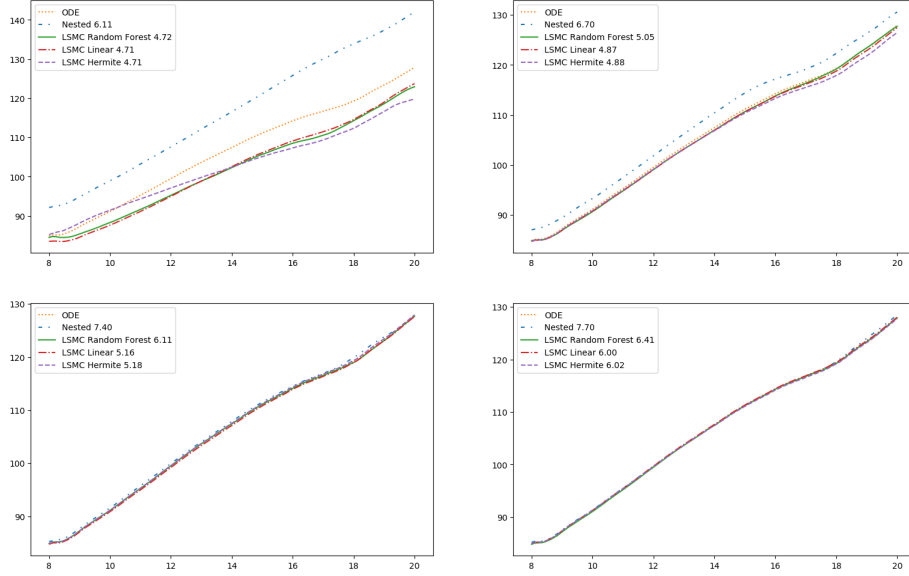 140
130
120
110
100
90
8 10 12 14 16 18 20
ODE
Nested 6.11
LSMC Random Forest 4.72
LSMC Linear 4.71
LSMC Hermite 4.71
130
120
110
100
90
8 10 12 14 16 18 20
ODE
Nested 6.70
LSMC Random Forest 5.05
LSMC Linear 4.87
LSMC Hermite 4.88
130
120
110
100
90
8 10 12 14 16 18 20
ODE
Nested 7.40
LSMC Random Forest 6.11
LSMC Linear 5.16
LSMC Hermite 5.18
130
120
110
100
90
8 10 12 14 16 18 20
ODE
Nested 7.70
LSMC Random Forest 6.41
LSMC Linear 6.00
LSMC Hermite 6.02